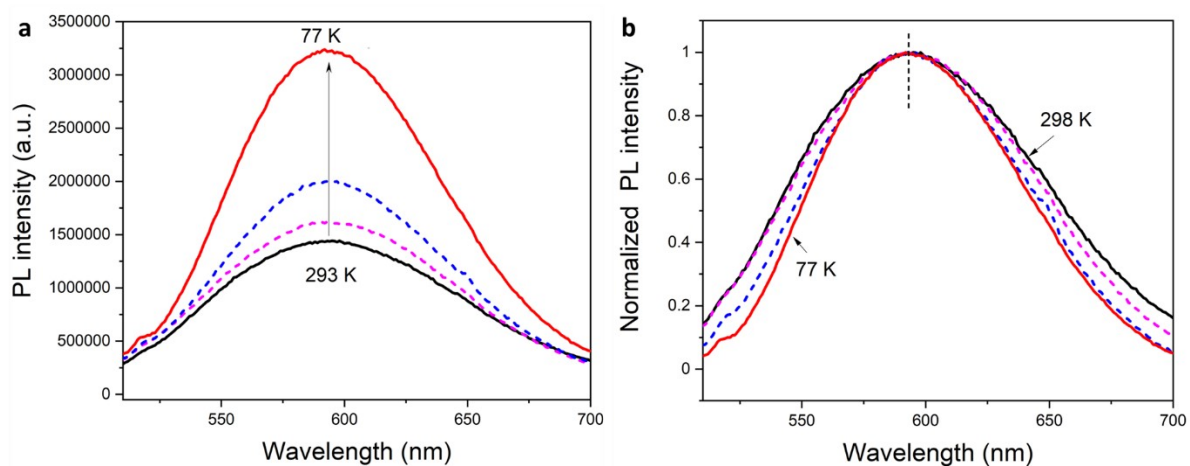 a
PL intensity (a.u.)
3500000
3000000
2500000
2000000
1500000
1000000
500000
0
77 K
293 K
550
600
650
700
Wavelength (nm)
b
Normalized PL intensity
1
0.8
0.6
0.4
0.2
0
298 K
77 K
550
600
650
700
Wavelength (nm)